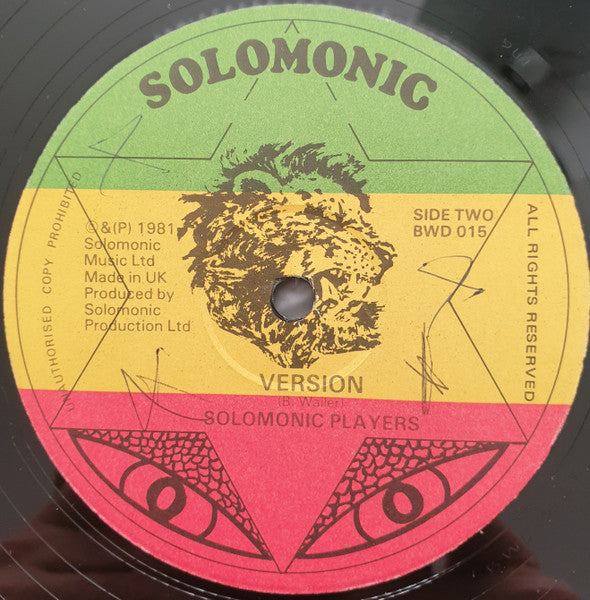 SOLOMONIC
©&(P) 1981
Solomonic
Music Ltd
Made in UK
Produced by
Solomonic
Production Ltd
SIDE TWO
BWD 015
UNAUTHORISED COPY PROHIBITED
ALL RIGHTS RESERVED
VERSION
(B. Wailer)
SOLOMONIC PLAYERS